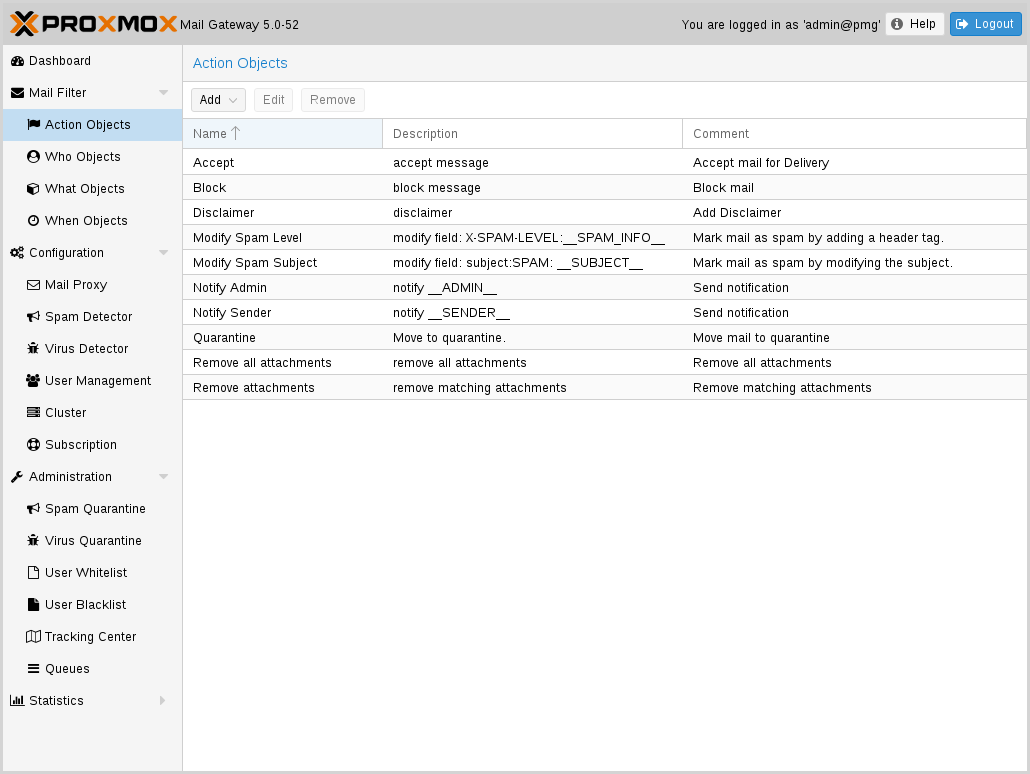 PROXMOX Mail Gateway 5.0-52 You are logged in as 'admin@pmg' Help Logout
Dashboard
Mail Filter
Action Objects
Who Objects
What Objects
When Objects
Configuration
Mail Proxy
Spam Detector
Virus Detector
User Management
Cluster
Subscription
Administration
Spam Quarantine
Virus Quarantine
User Whitelist
User Blacklist
Tracking Center
Queues
Statistics
Action Objects
Add Edit Remove
Name Description Comment
Accept accept message Accept mail for Delivery
Block block message Block mail
Disclaimer disclaimer Add Disclaimer
Modify Spam Level modify field: X-SPAM-LEVEL:__SPAM_INFO__ Mark mail as spam by adding a header tag.
Modify Spam Subject modify field: subject:SPAM: __SUBJECT__ Mark mail as spam by modifying the subject.
Notify Admin notify __ADMIN__ Send notification
Notify Sender notify __SENDER__ Send notification
Quarantine Move to quarantine. Move mail to quarantine
Remove all attachments remove all attachments Remove all attachments
Remove attachments remove matching attachments Remove matching attachments